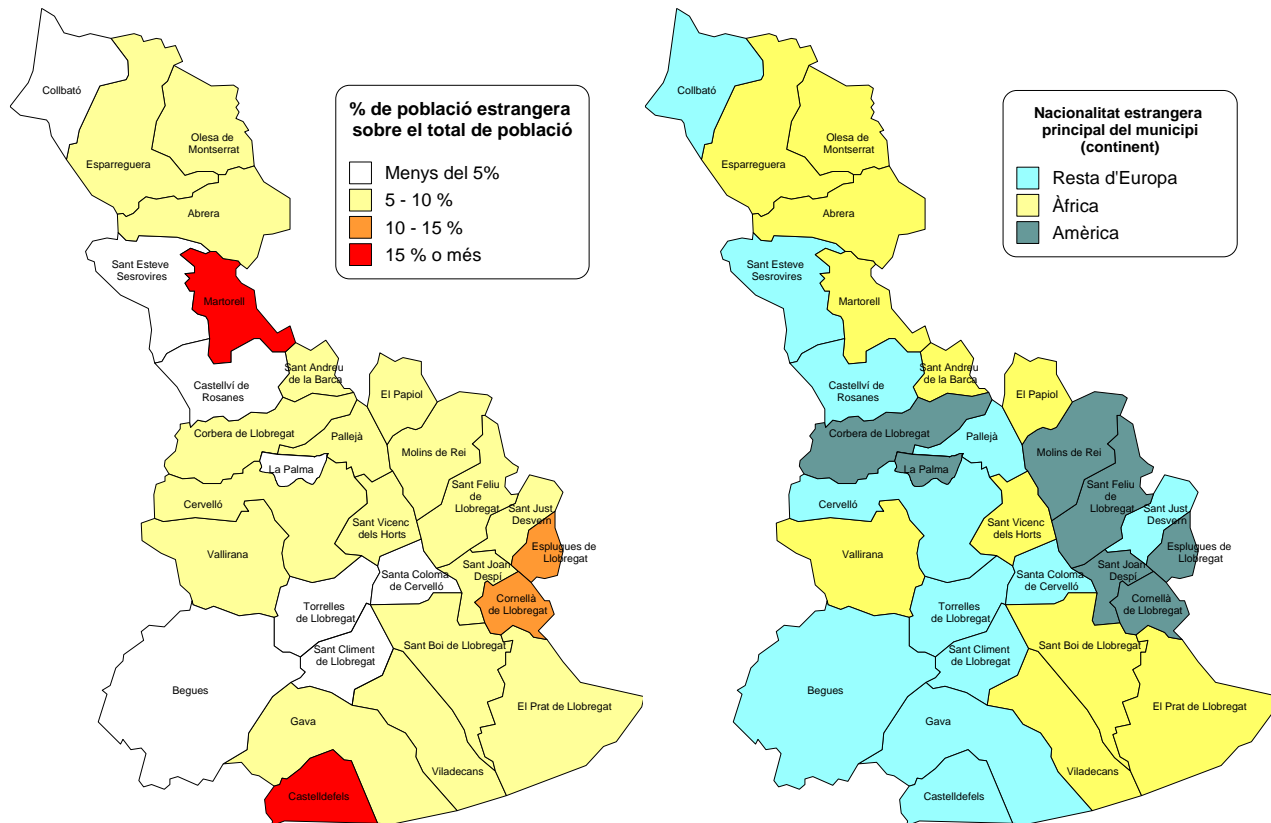 Collbató
Olesa de
Montserrat
Esparreguera
Abrera
Sant Esteve
Sesrovires
Martorell
Castellví de
Rosanes
Sant Andreu
de la Barca
El Papiol
Corbera de Llobregat
Pallejà
Molins de Rei
La Palma
Sant Feliu
de
Llobregat
Cervelló
Sant Just
Desvern
Sant Vicenc
dels Horts
Vallirana
Esplugues de
Llobregat
Sant Joan
Despí
Santa Coloma
de Cervelló
Cornellà
de Llobregat
Torrelles
de Llobregat
Sant Boi de Llobregat
Sant Climent
de Llobregat
Begues
El Prat de Llobregat
Gava
Viladecans
Castelldefels
% de població estrangera
sobre el total de població
Menys del 5%
5 - 10 %
10 - 15 %
15 % o més
Collbató
Olesa de
Montserrat
Esparreguera
Abrera
Sant Esteve
Sesrovires
Martorell
Castellví de
Rosanes
Sant Andreu
de la Barca
El Papiol
Corbera de Llobregat
Pallejà
Molins de Rei
La Palma
Sant Feliu
de
Llobregat
Cervelló
Sant Just
Desvern
Sant Vicenc
dels Horts
Vallirana
Esplugues de
Llobregat
Sant Joan
Despí
Santa Coloma
de Cervelló
Cornellà
de Llobregat
Torrelles
de Llobregat
Sant Boi de Llobregat
Sant Climent
de Llobregat
Begues
El Prat de Llobregat
Gava
Viladecans
Castelldefels
Nacionalitat estrangera
principal del municipi
(continent)
Resta d'Europa
Àfrica
Amèrica